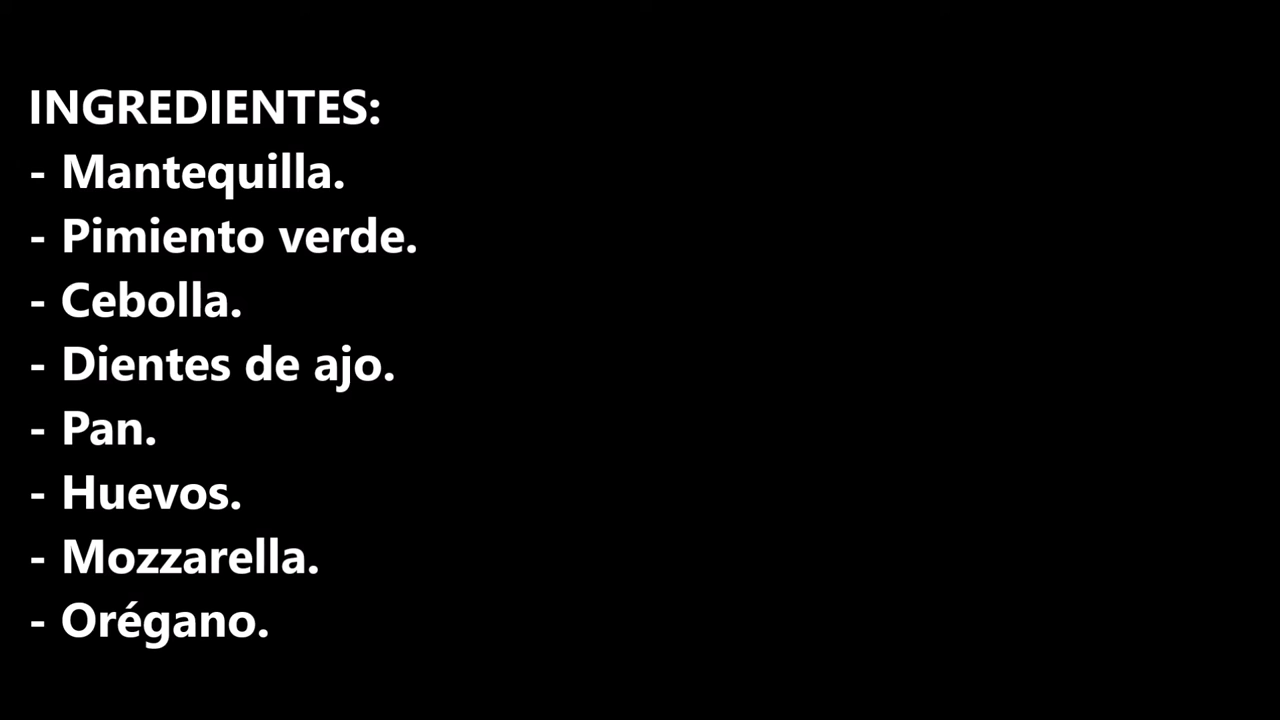 INGREDIENTES:
- Mantequilla.
- Pimiento verde.
- Cebolla.
- Dientes de ajo.
- Pan.
- Huevos.
- Mozzarella.
- Orégano.